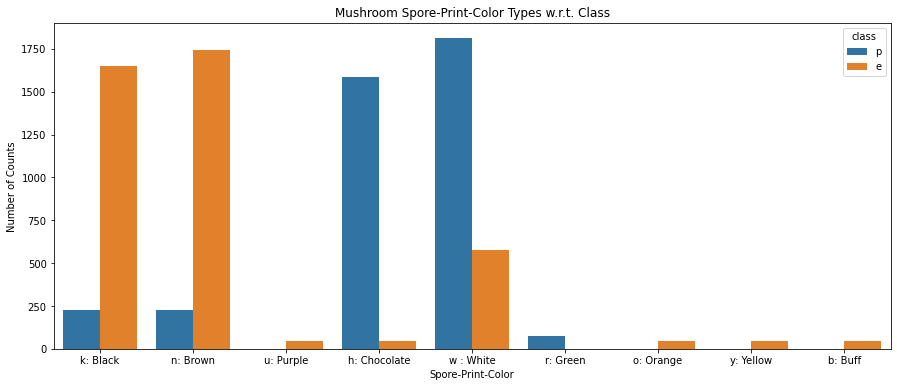 Mushroom Spore-Print-Color Types w.r.t. Class
class
p
e
1750
1500
1250
1000
750
500
250
0
Number of Counts
k: Black n: Brown u: Purple h: Chocolate w : White r: Green o: Orange y: Yellow b: Buff
Spore-Print-Color